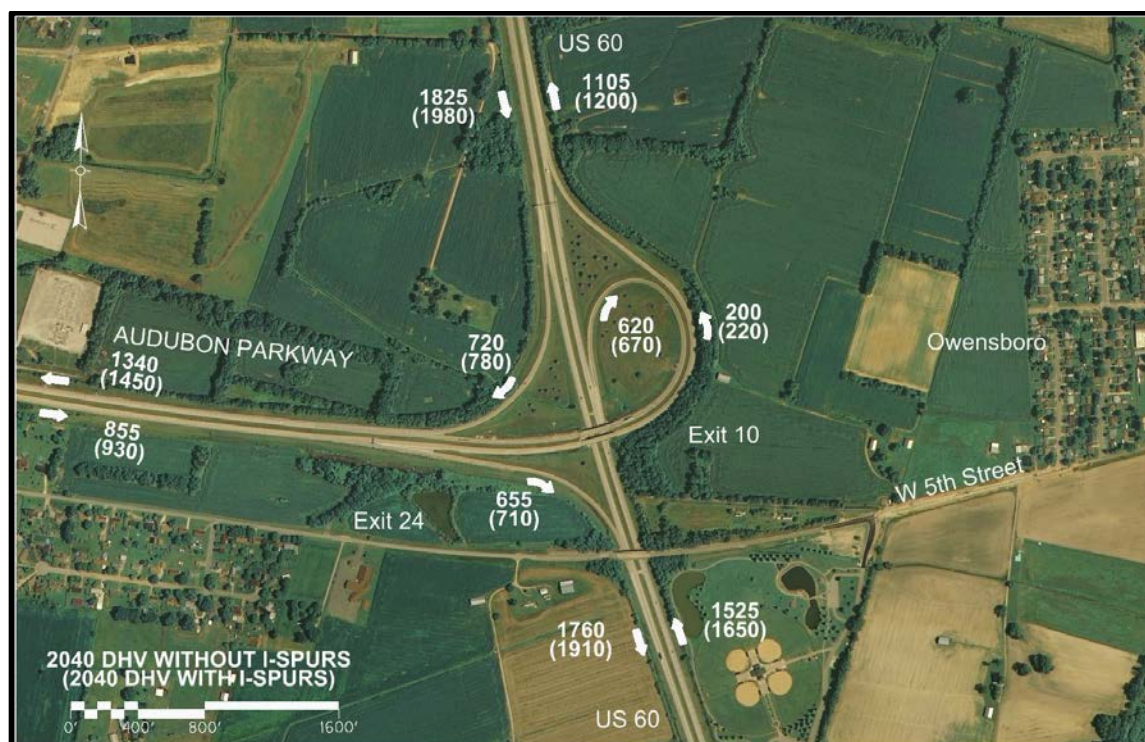 US 60
1825
(1980)
1105
(1200)
AUDUBON PARKWAY
1340
(1450)
720
(780)
620
(670)
200
(220)
Owensboro
855
(930)
Exit 10
W 5th Street
Exit 24
655
(710)
1760
(1910)
1525
(1650)
2040 DHV WITHOUT I-SPURS
(2040 DHV WITH I-SPURS)
0' 400' 800' 1600'
US 60